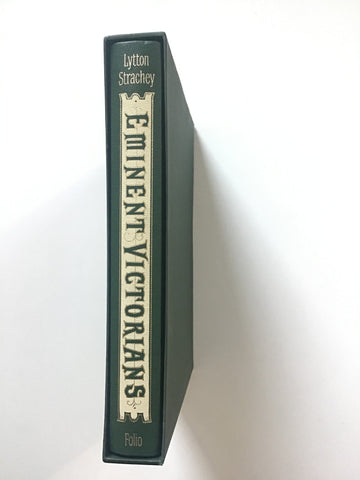 Lytton
Strachey
EMINENT VICTORIANS
Folio